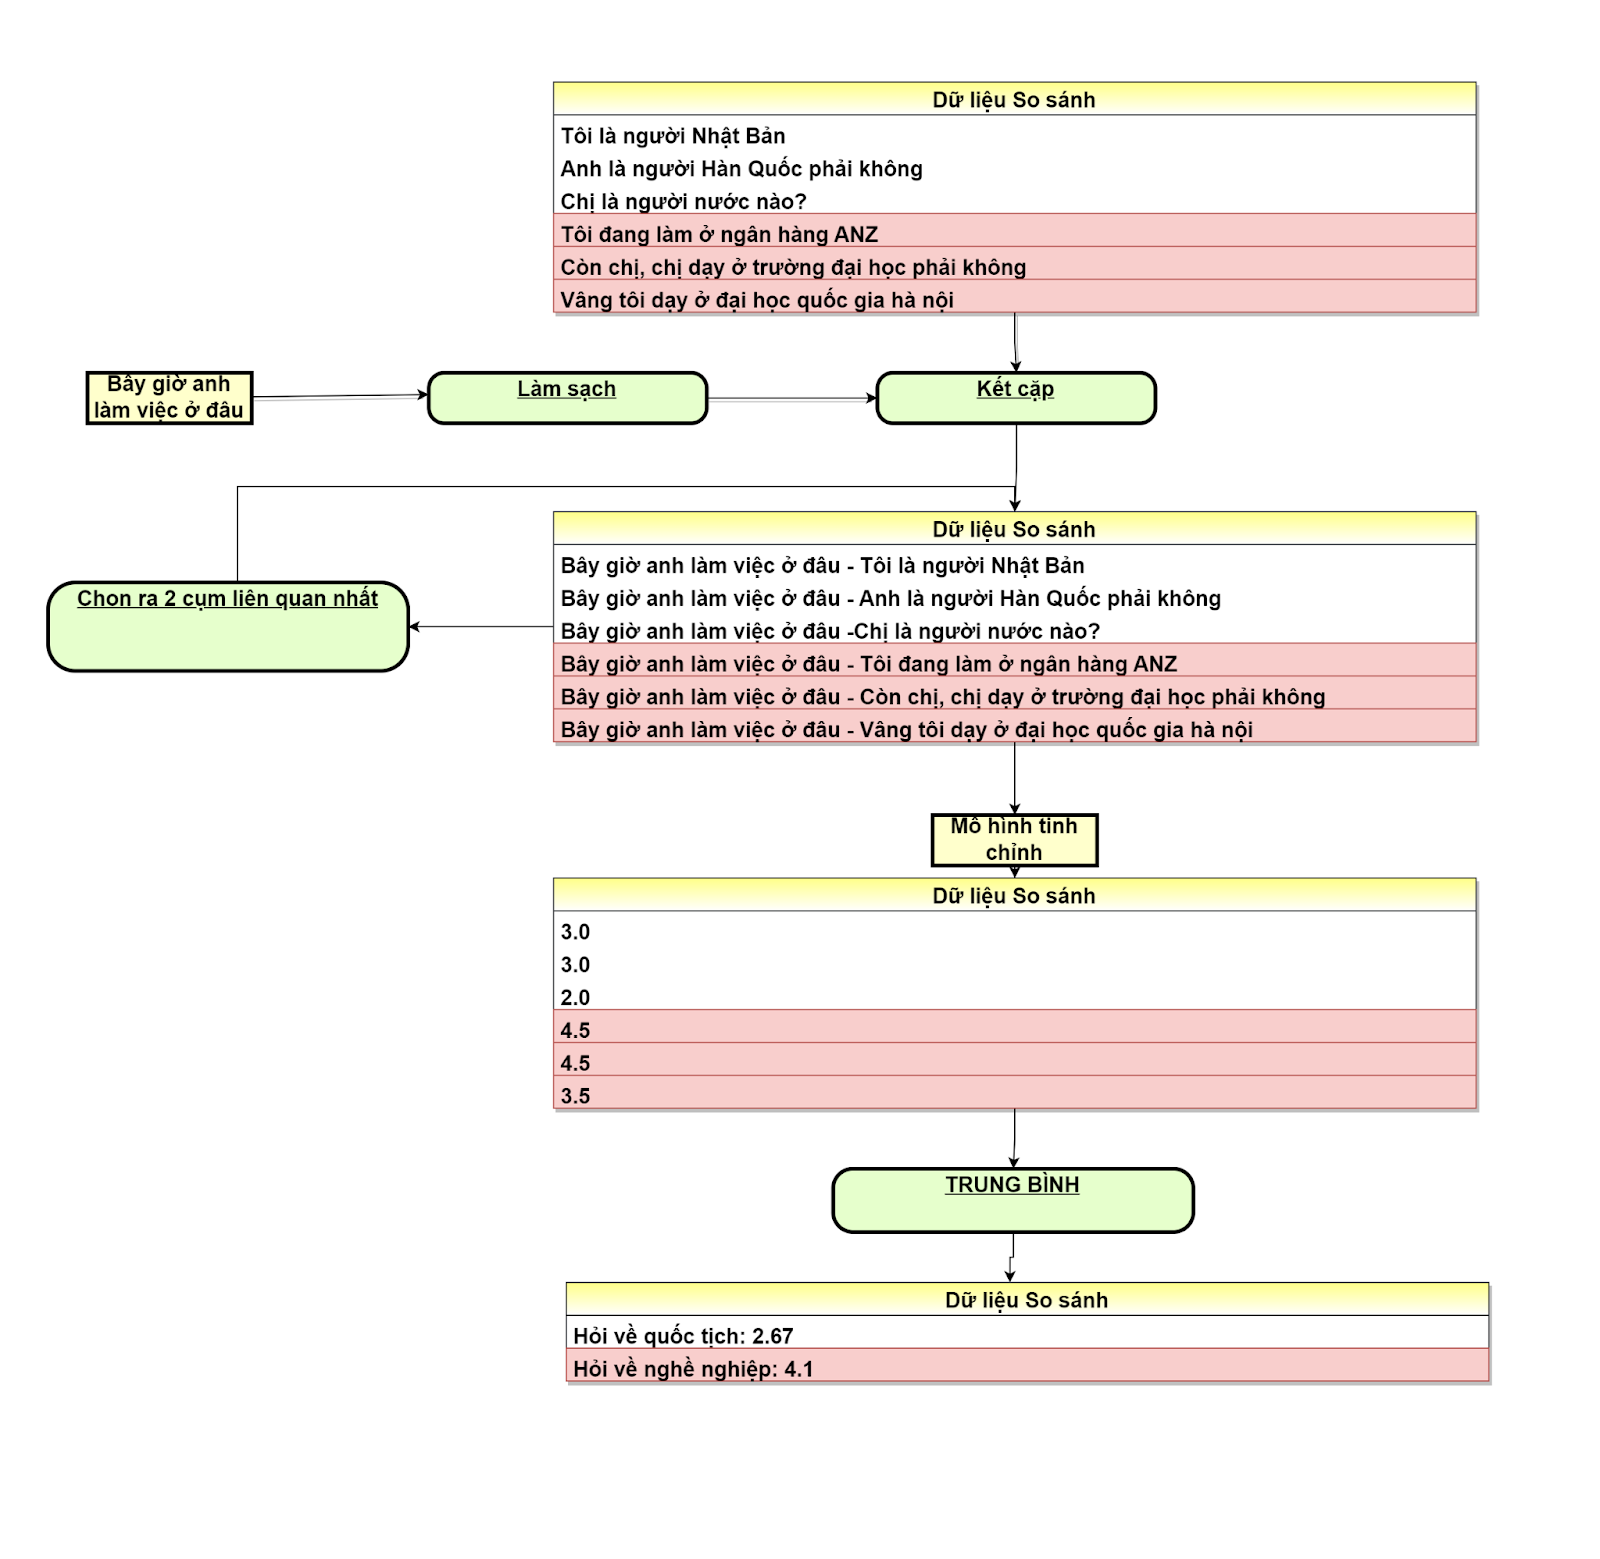 Dữ liệu So sánh
Tôi là người Nhật Bản
Anh là người Hàn Quốc phải không
Chị là người nước nào?
Tôi đang làm ở ngân hàng ANZ
Còn chị, chị dạy ở trường đại học phải không
Vâng tôi dạy ở đại học quốc gia hà nội
Bây giờ anh
làm việc ở đâu
Làm sạch
Kết cặp
Dữ liệu So sánh
Bây giờ anh làm việc ở đâu - Tôi là người Nhật Bản
Bây giờ anh làm việc ở đâu - Anh là người Hàn Quốc phải không
Bây giờ anh làm việc ở đâu -Chị là người nước nào?
Bây giờ anh làm việc ở đâu - Tôi đang làm ở ngân hàng ANZ
Bây giờ anh làm việc ở đâu - Còn chị, chị dạy ở trường đại học phải không
Bây giờ anh làm việc ở đâu - Vâng tôi dạy ở đại học quốc gia hà nội
Chon ra 2 cụm liên quan nhất
Mô hình tinh
chỉnh
Dữ liệu So sánh
3.0
3.0
2.0
4.5
4.5
3.5
TRUNG BÌNH
Dữ liệu So sánh
Hỏi về quốc tịch: 2.67
Hỏi về nghề nghiệp: 4.1